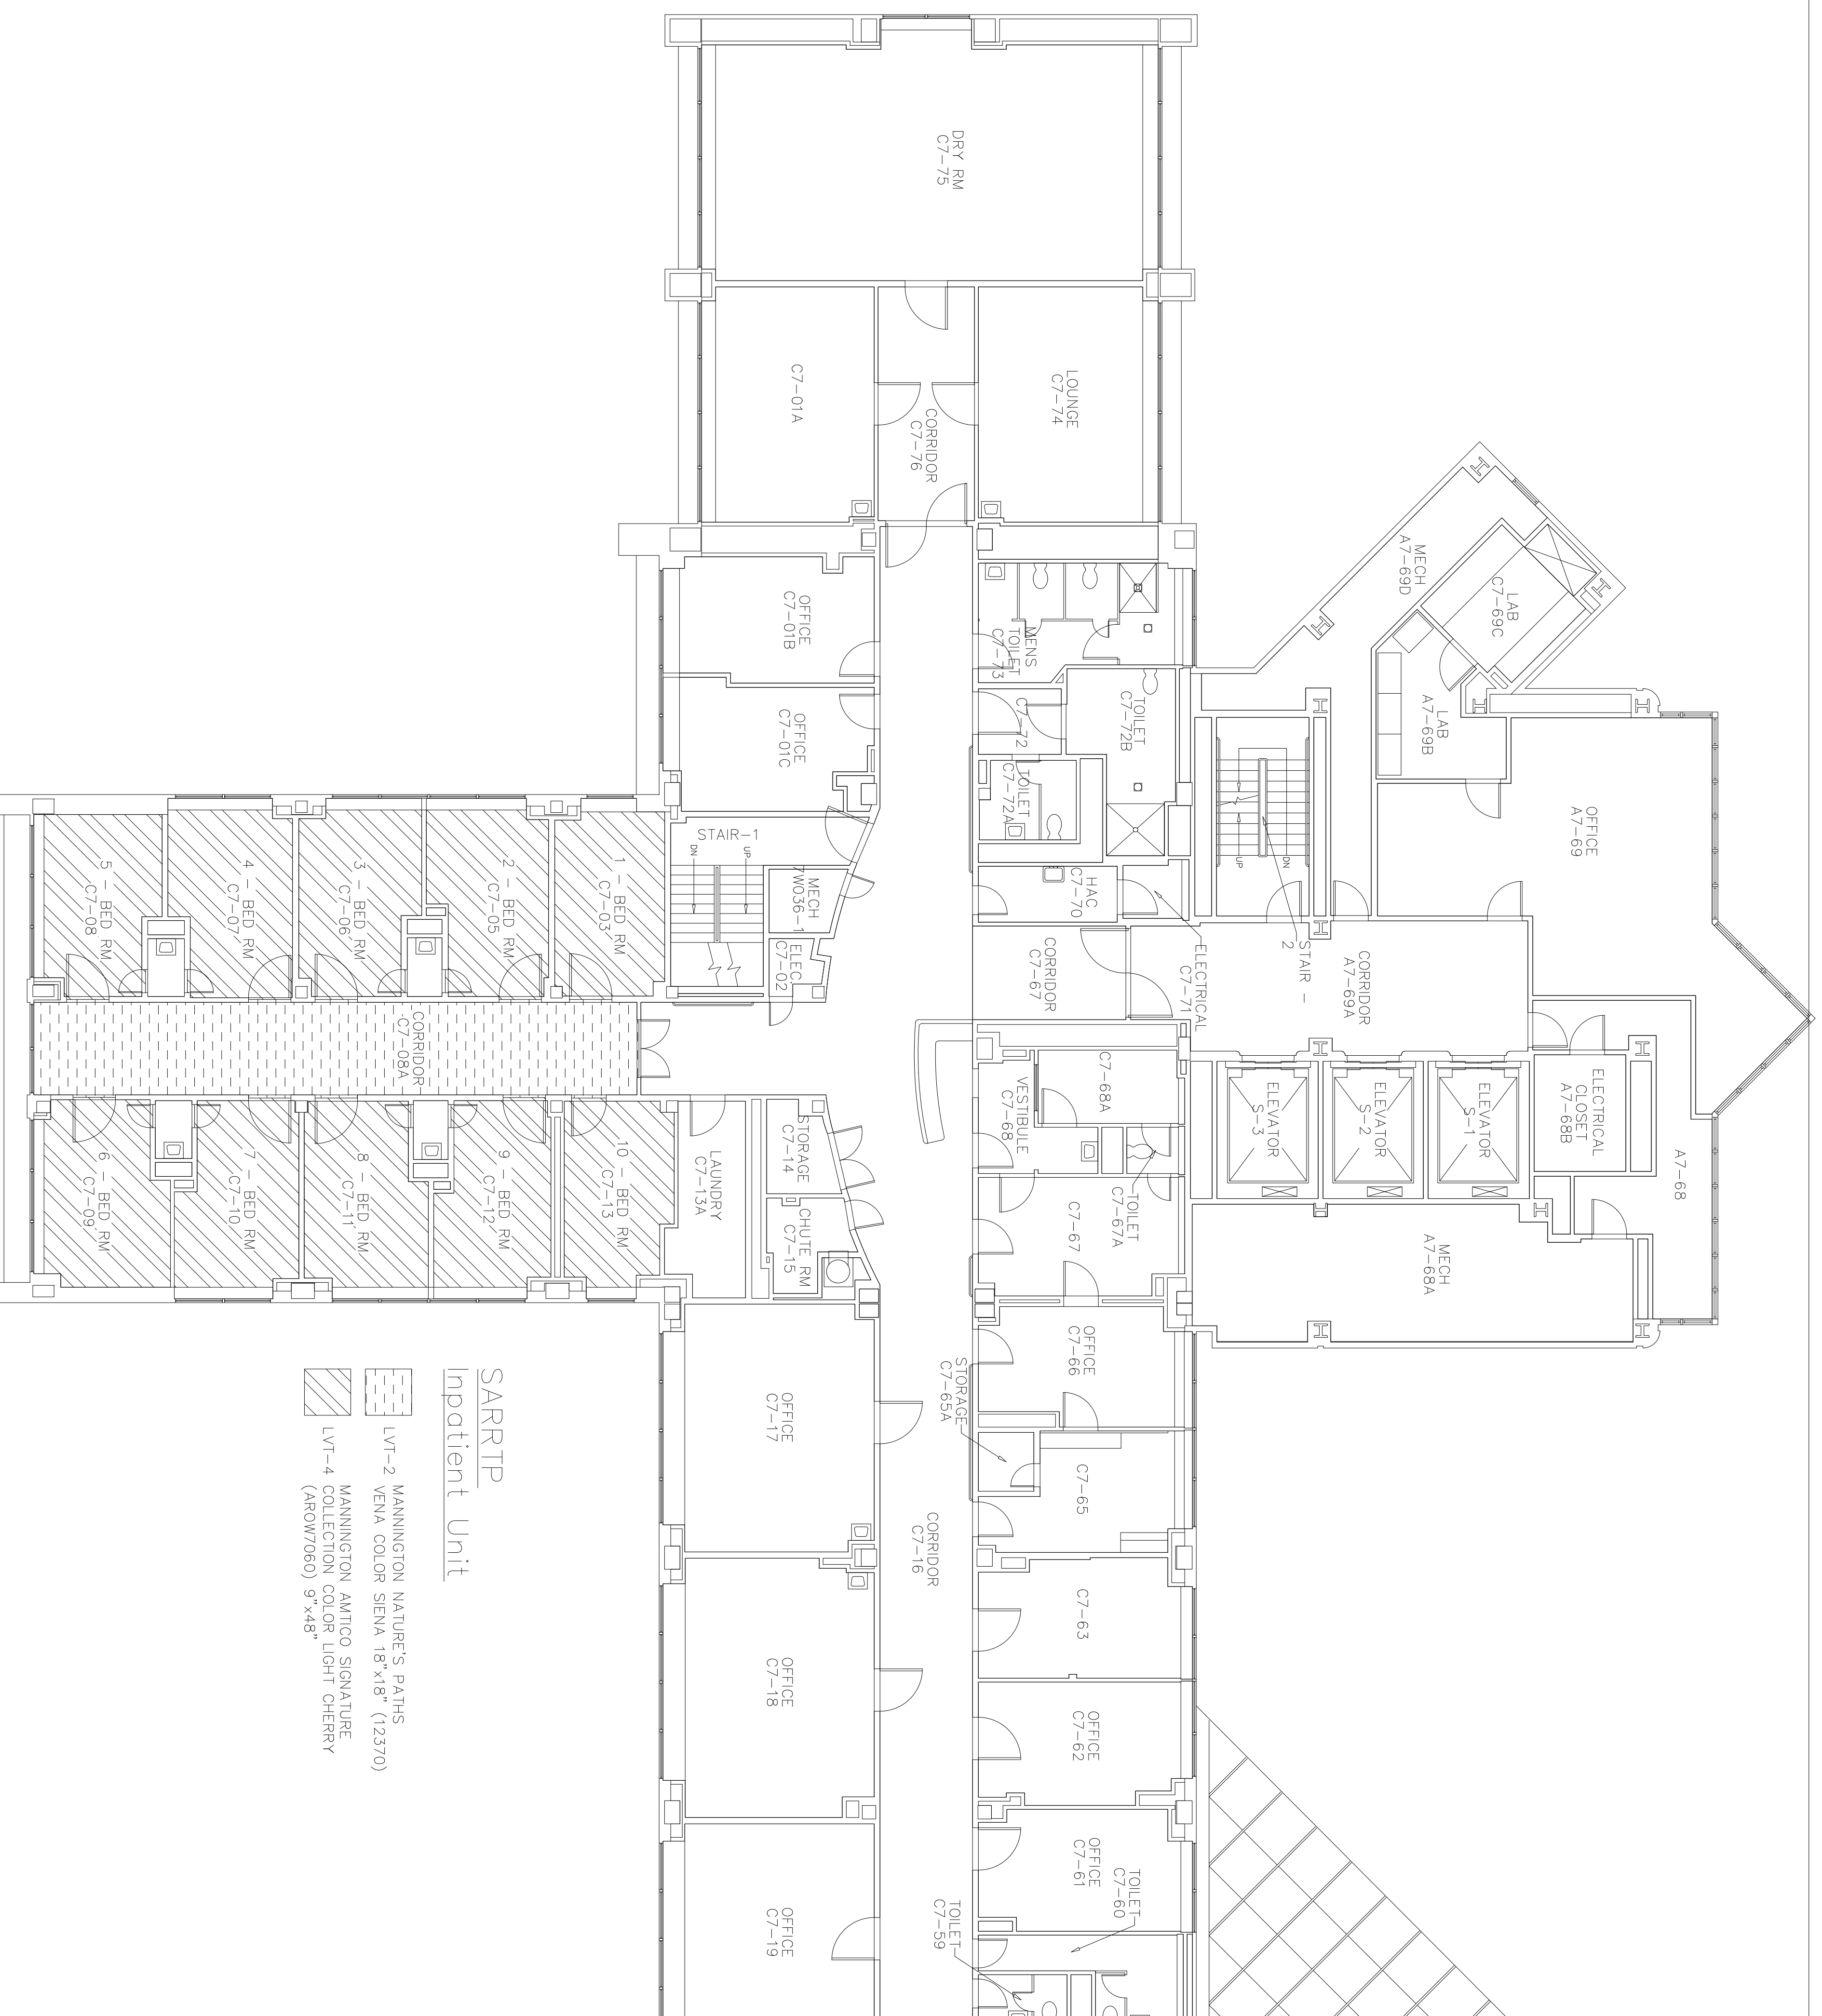 DRY RM
C7-75
LOUNGE
C7-74
C7-01A
CORRIDOR
C7-76
OFFICE
C7-01B
OFFICE
C7-01C
MENS
TOILET
C7-73
C7-72
TOILET
C7-72B
TOILET
C7-72A
HAC
C7-70
ELECTRICAL
C7-71
STAIR -
2
UP
DN
MECH
A7-69D
LAB
C7-69C
LAB
A7-69B
OFFICE
A7-69
CORRIDOR
A7-69A
CORRIDOR
C7-67
ELEVATOR
S-3
ELEVATOR
S-2
ELEVATOR
S-1
ELECTRICAL
CLOSET
A7-68B
A7-68
MECH
A7-68A
STAIR-1
DN
UP
MECH
7W036-1
ELEC.
C7-02
1 - BED RM
C7-03
2 - BED RM
C7-05
3 - BED RM
C7-06
4 - BED RM
C7-07
5 - BED RM
C7-08
CORRIDOR
C7-08A
6 - BED RM
C7-09
7 - BED RM
C7-10
8 - BED RM
C7-11
9 - BED RM
C7-12
10 - BED RM
C7-13
LAUNDRY
C7-13A
STORAGE
C7-14
CHUTE RM
C7-15
C7-68A
VESTIBULE
C7-68
TOILET
C7-67A
C7-67
OFFICE
C7-66
STORAGE
C7-65A
C7-65
C7-63
OFFICE
C7-62
OFFICE
C7-61
TOILET
C7-60
TOILET
C7-59
CORRIDOR
C7-16
OFFICE
C7-17
OFFICE
C7-18
OFFICE
C7-19
SARRTP
Inpatient Unit
LVT-2 MANNINGTON NATURE'S PATHS
VENA COLOR SIENA 18"x18" (12370)
MANNINGTON AMTICO SIGNATURE
LVT-4 COLLECTION COLOR LIGHT CHERRY
(AROW7060) 9"x48"